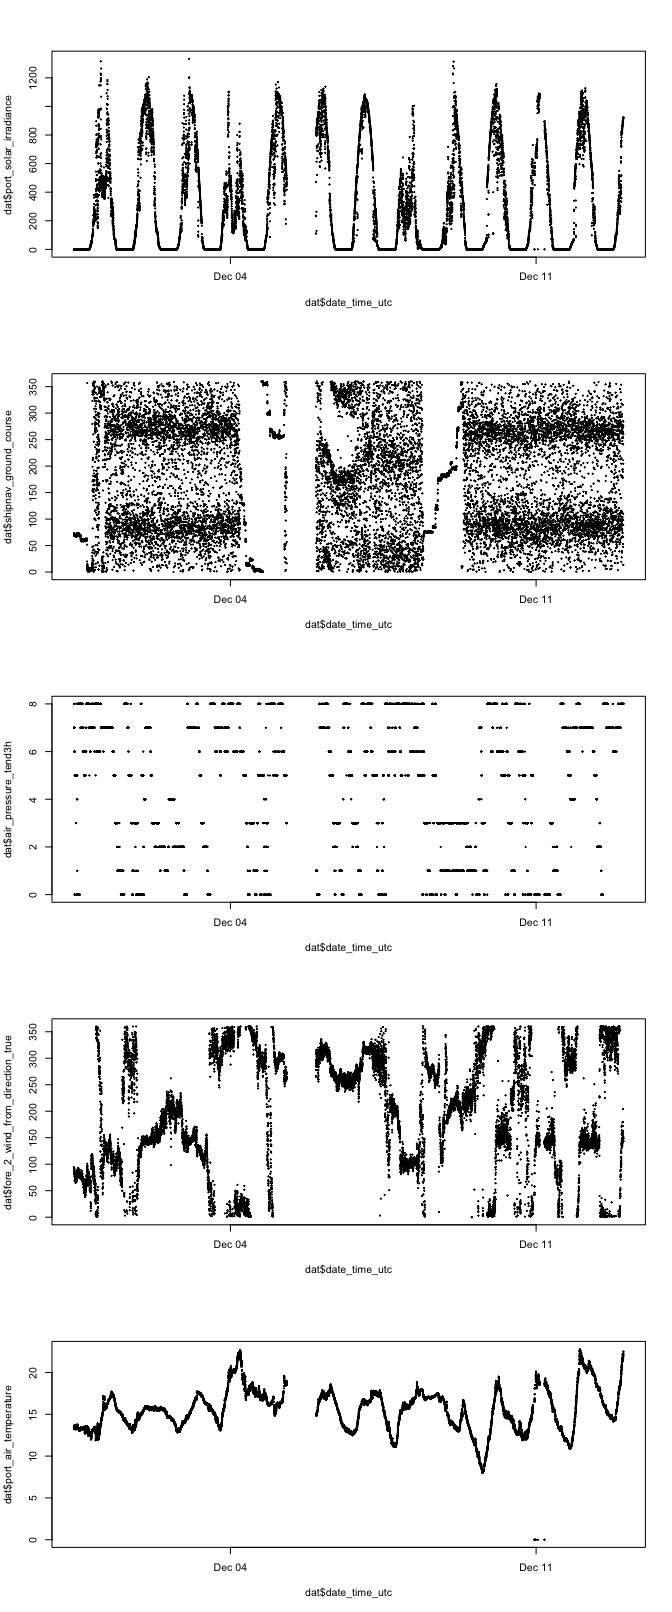 dat$port_solar_irradiance
0 200 400 600 800 1200
Dec 04 Dec 11
dat$date_time_utc
dat$shipnav_ground_course
0 50 100 150 200 250 300 350
Dec 04 Dec 11
dat$date_time_utc
dat$air_pressure_tend3h
0 2 4 6 8
Dec 04 Dec 11
dat$date_time_utc
dat$fore_2_wind_from_direction_true
0 50 100 150 200 250 300 350
Dec 04 Dec 11
dat$date_time_utc
dat$port_air_temperature
0 5 10 15 20
Dec 04 Dec 11
dat$date_time_utc